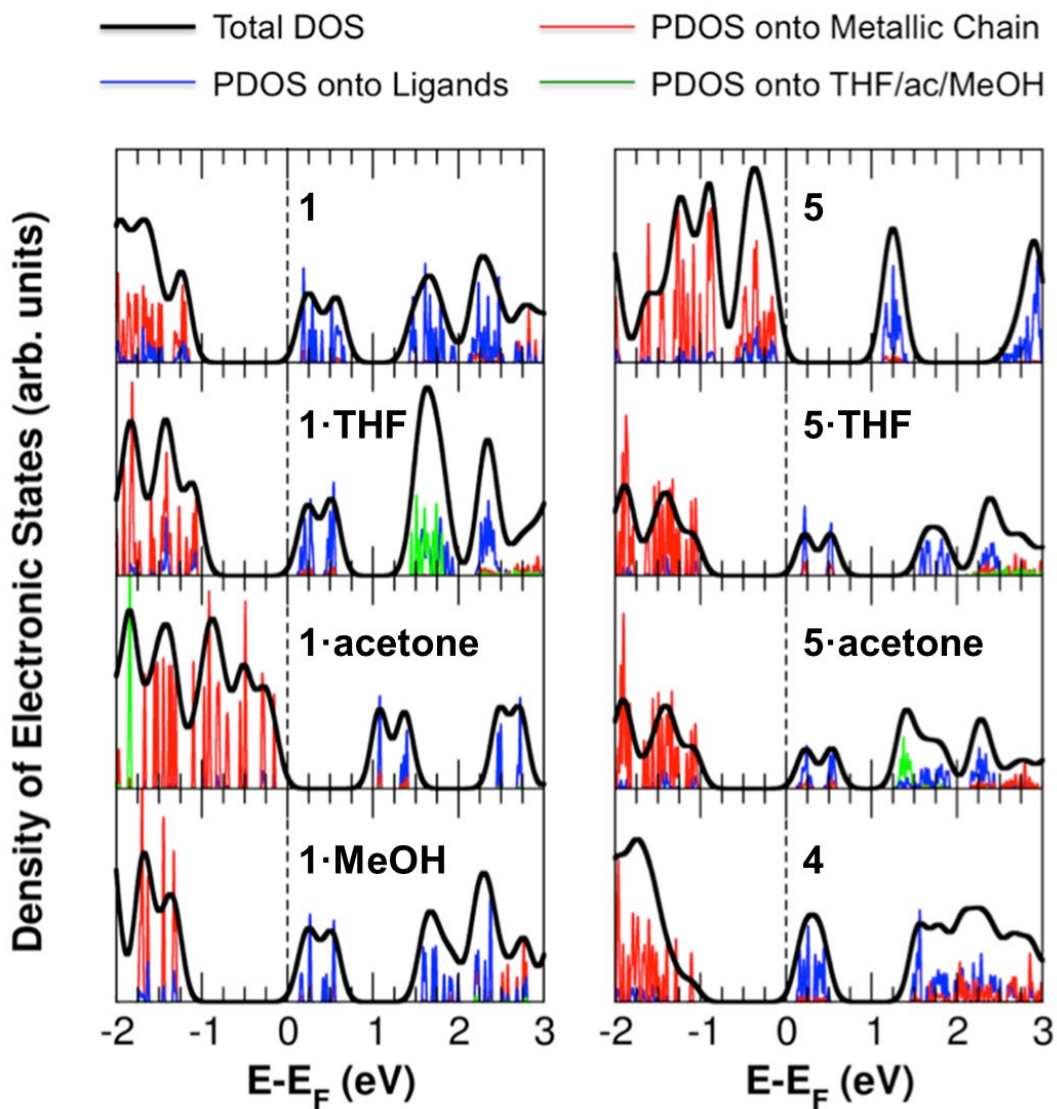 Total DOS
PDOS onto Metallic Chain
PDOS onto Ligands
PDOS onto THF/ac/MeOH
Density of Electronic States (arb. units)
1
5
1·THF
5·THF
1·acetone
5·acetone
1·MeOH
4
-2 -1 0 1 2 3
-2 -1 0 1 2 3
E-E_F (eV)
E-E_F (eV)